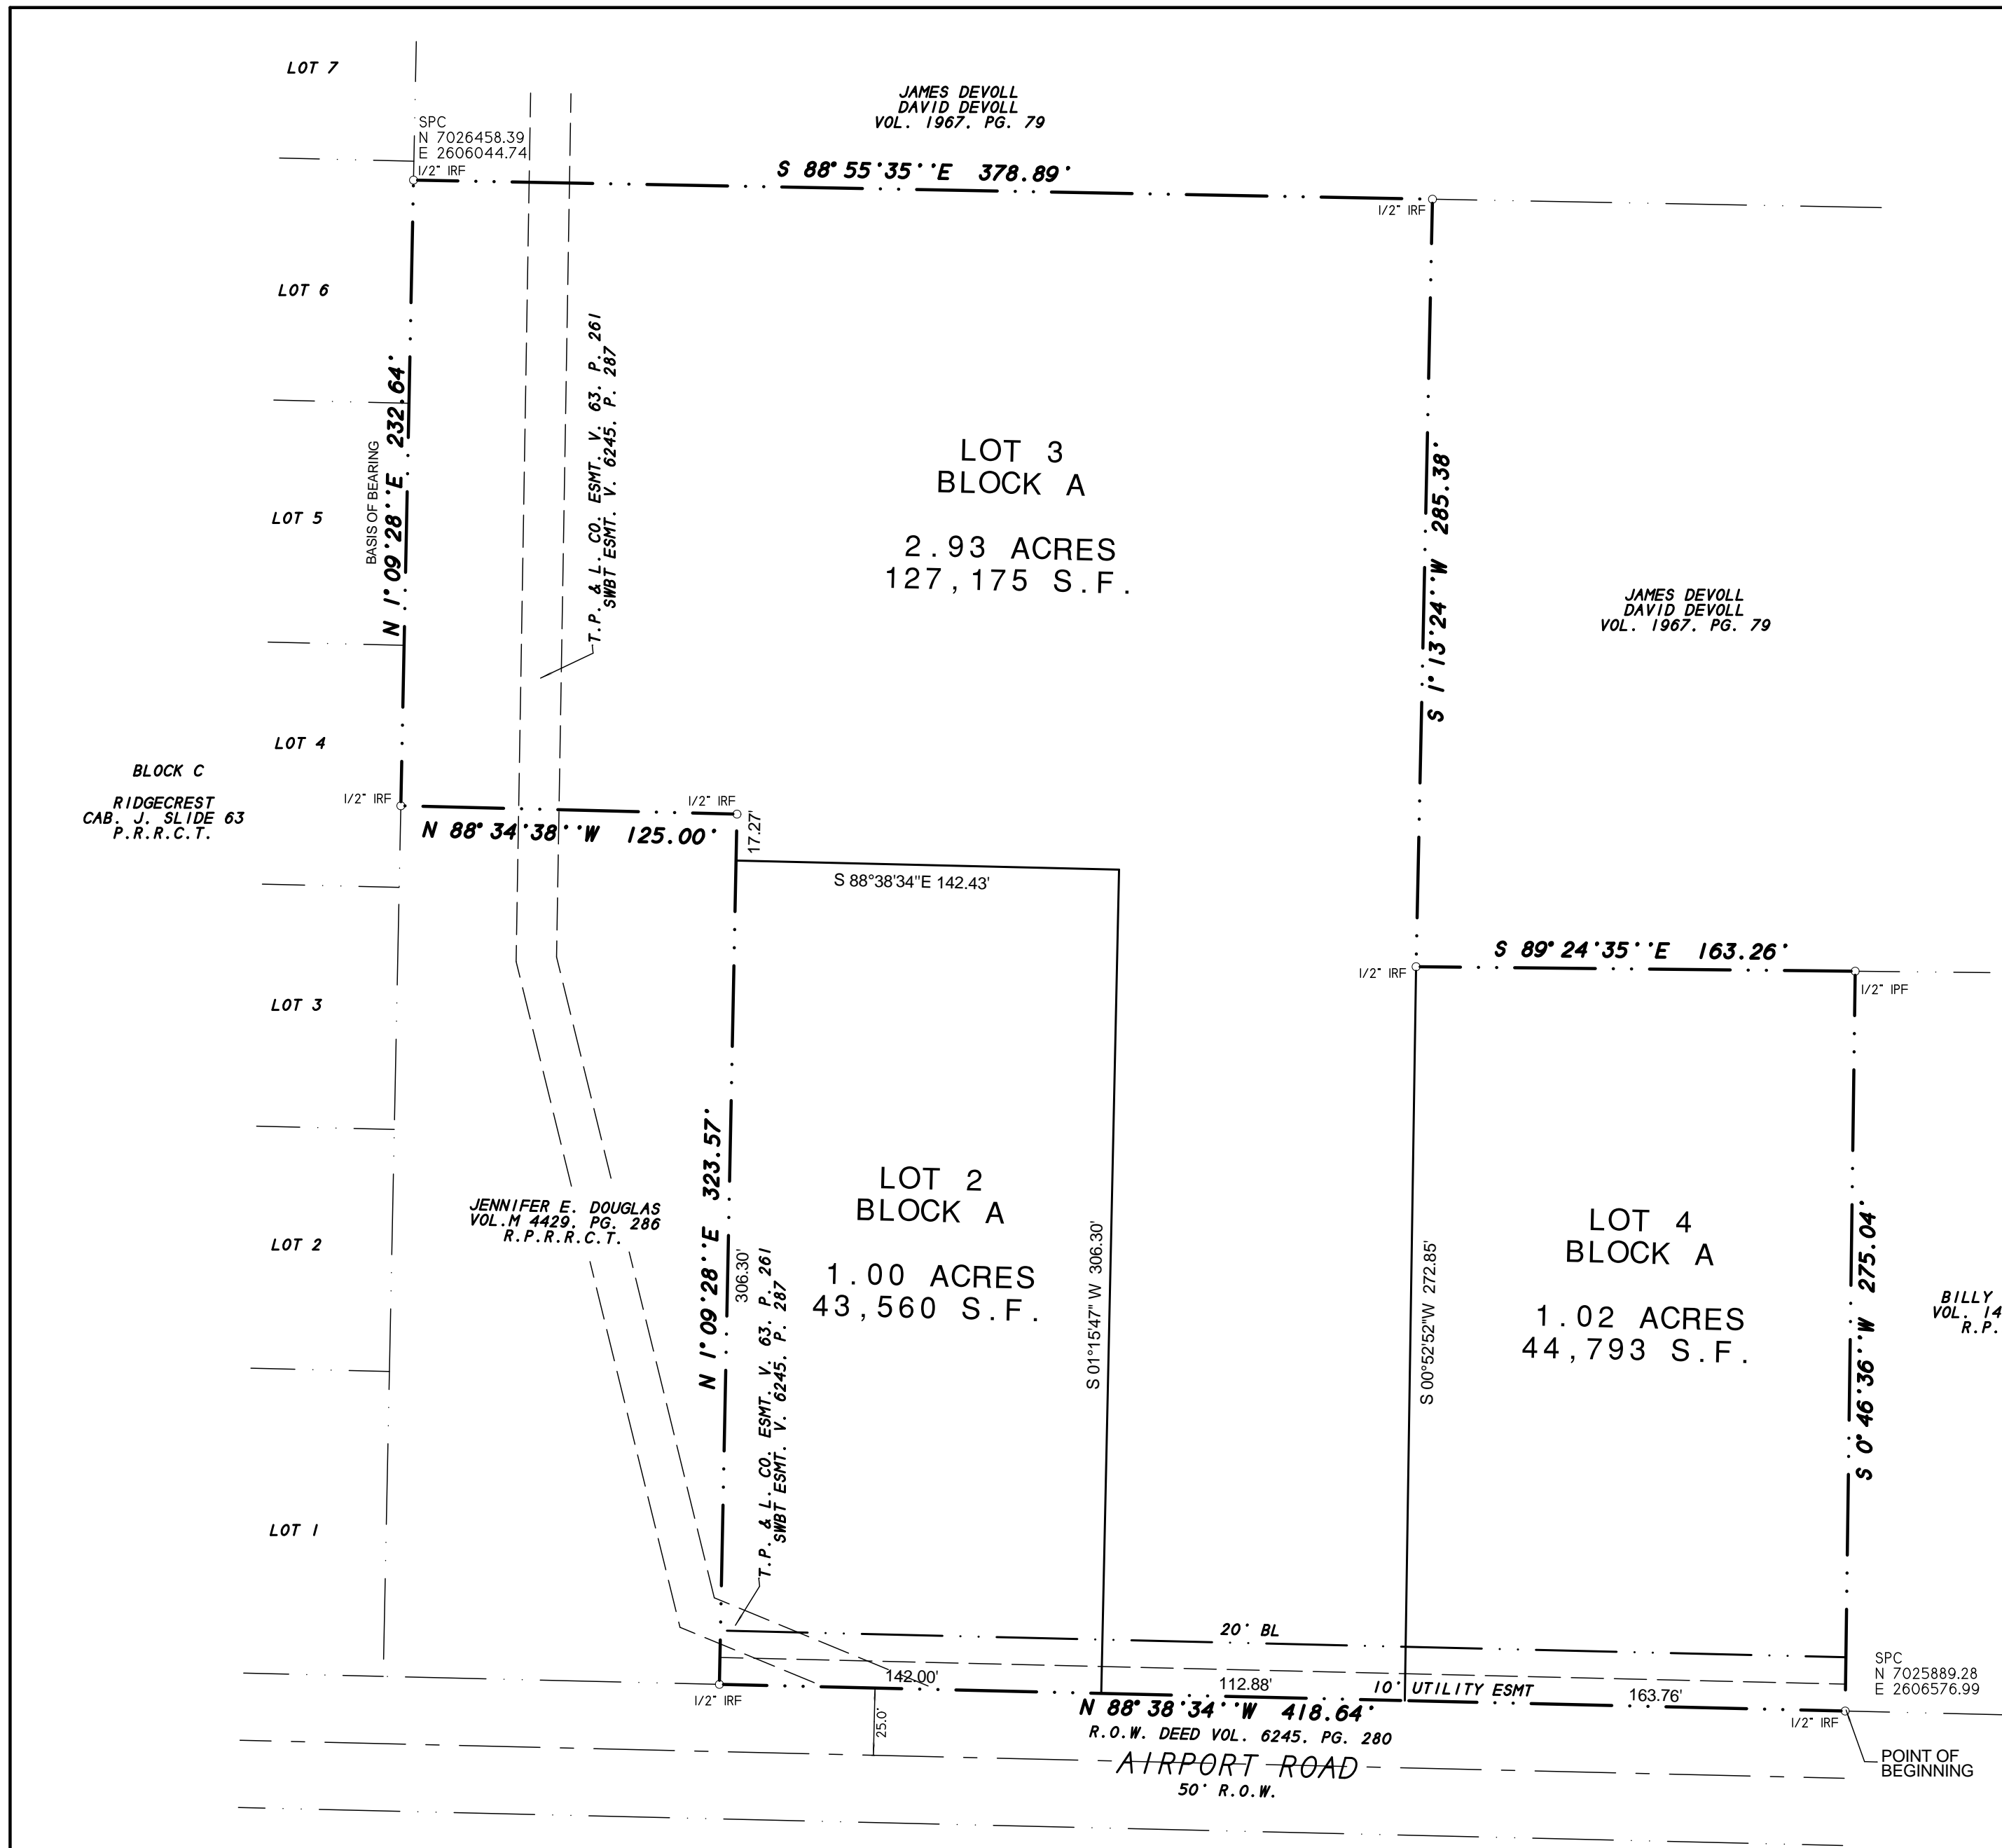 LOT 7
SPC
N 7026458.39
E 2606044.74
1/2" IRF
JAMES DEVOLL
DAVID DEVOLL
VOL. 1967, PG. 79
S 88°55'35''E 378.89'
1/2" IRF
LOT 6
N 1°09'28''E 232.64'
BASIS OF BEARING
T.P. & L. CO. ESMT. V. 63, P. 261
SWBT ESMT. V. 6245, P. 287
LOT 3
BLOCK A
2.93 ACRES
127,175 S.F.
S 1°13'24''W 285.38'
LOT 5
JAMES DEVOLL
DAVID DEVOLL
VOL. 1967, PG. 79
LOT 4
BLOCK C
RIDGECREST
CAB. J, SLIDE 63
P.R.R.C.T.
1/2" IRF
1/2" IRF
N 88°34'38''W 125.00'
17.27'
S 88°38'34"E 142.43'
S 89°24'35''E 163.26'
1/2" IRF
1/2" IPF
LOT 3
N 1°09'28''E 323.57'
306.30'
LOT 2
BLOCK A
1.00 ACRES
43,560 S.F.
S 01°15'47" W 306.30'
S 00°52'52"W 272.85'
LOT 4
BLOCK A
1.02 ACRES
44,793 S.F.
S 0°46'36''W 275.04'
JENNIFER E. DOUGLAS
VOL.M 4429, PG. 286
R.P.R.R.C.T.
LOT 2
BILLY
VOL. 14
R.P.
T.P. & L. CO. ESMT. V. 63, P. 261
SWBT ESMT. V. 6245, P. 287
LOT 1
20' BL
SPC
N 7025889.28
E 2606576.99
142.00'
112.88'
10' UTILITY ESMT
163.76'
1/2" IRF
N 88°38'34''W 418.64'
1/2" IRF
25.0'
R.O.W. DEED VOL. 6245, PG. 280
AIRPORT ROAD
50' R.O.W.
POINT OF
BEGINNING